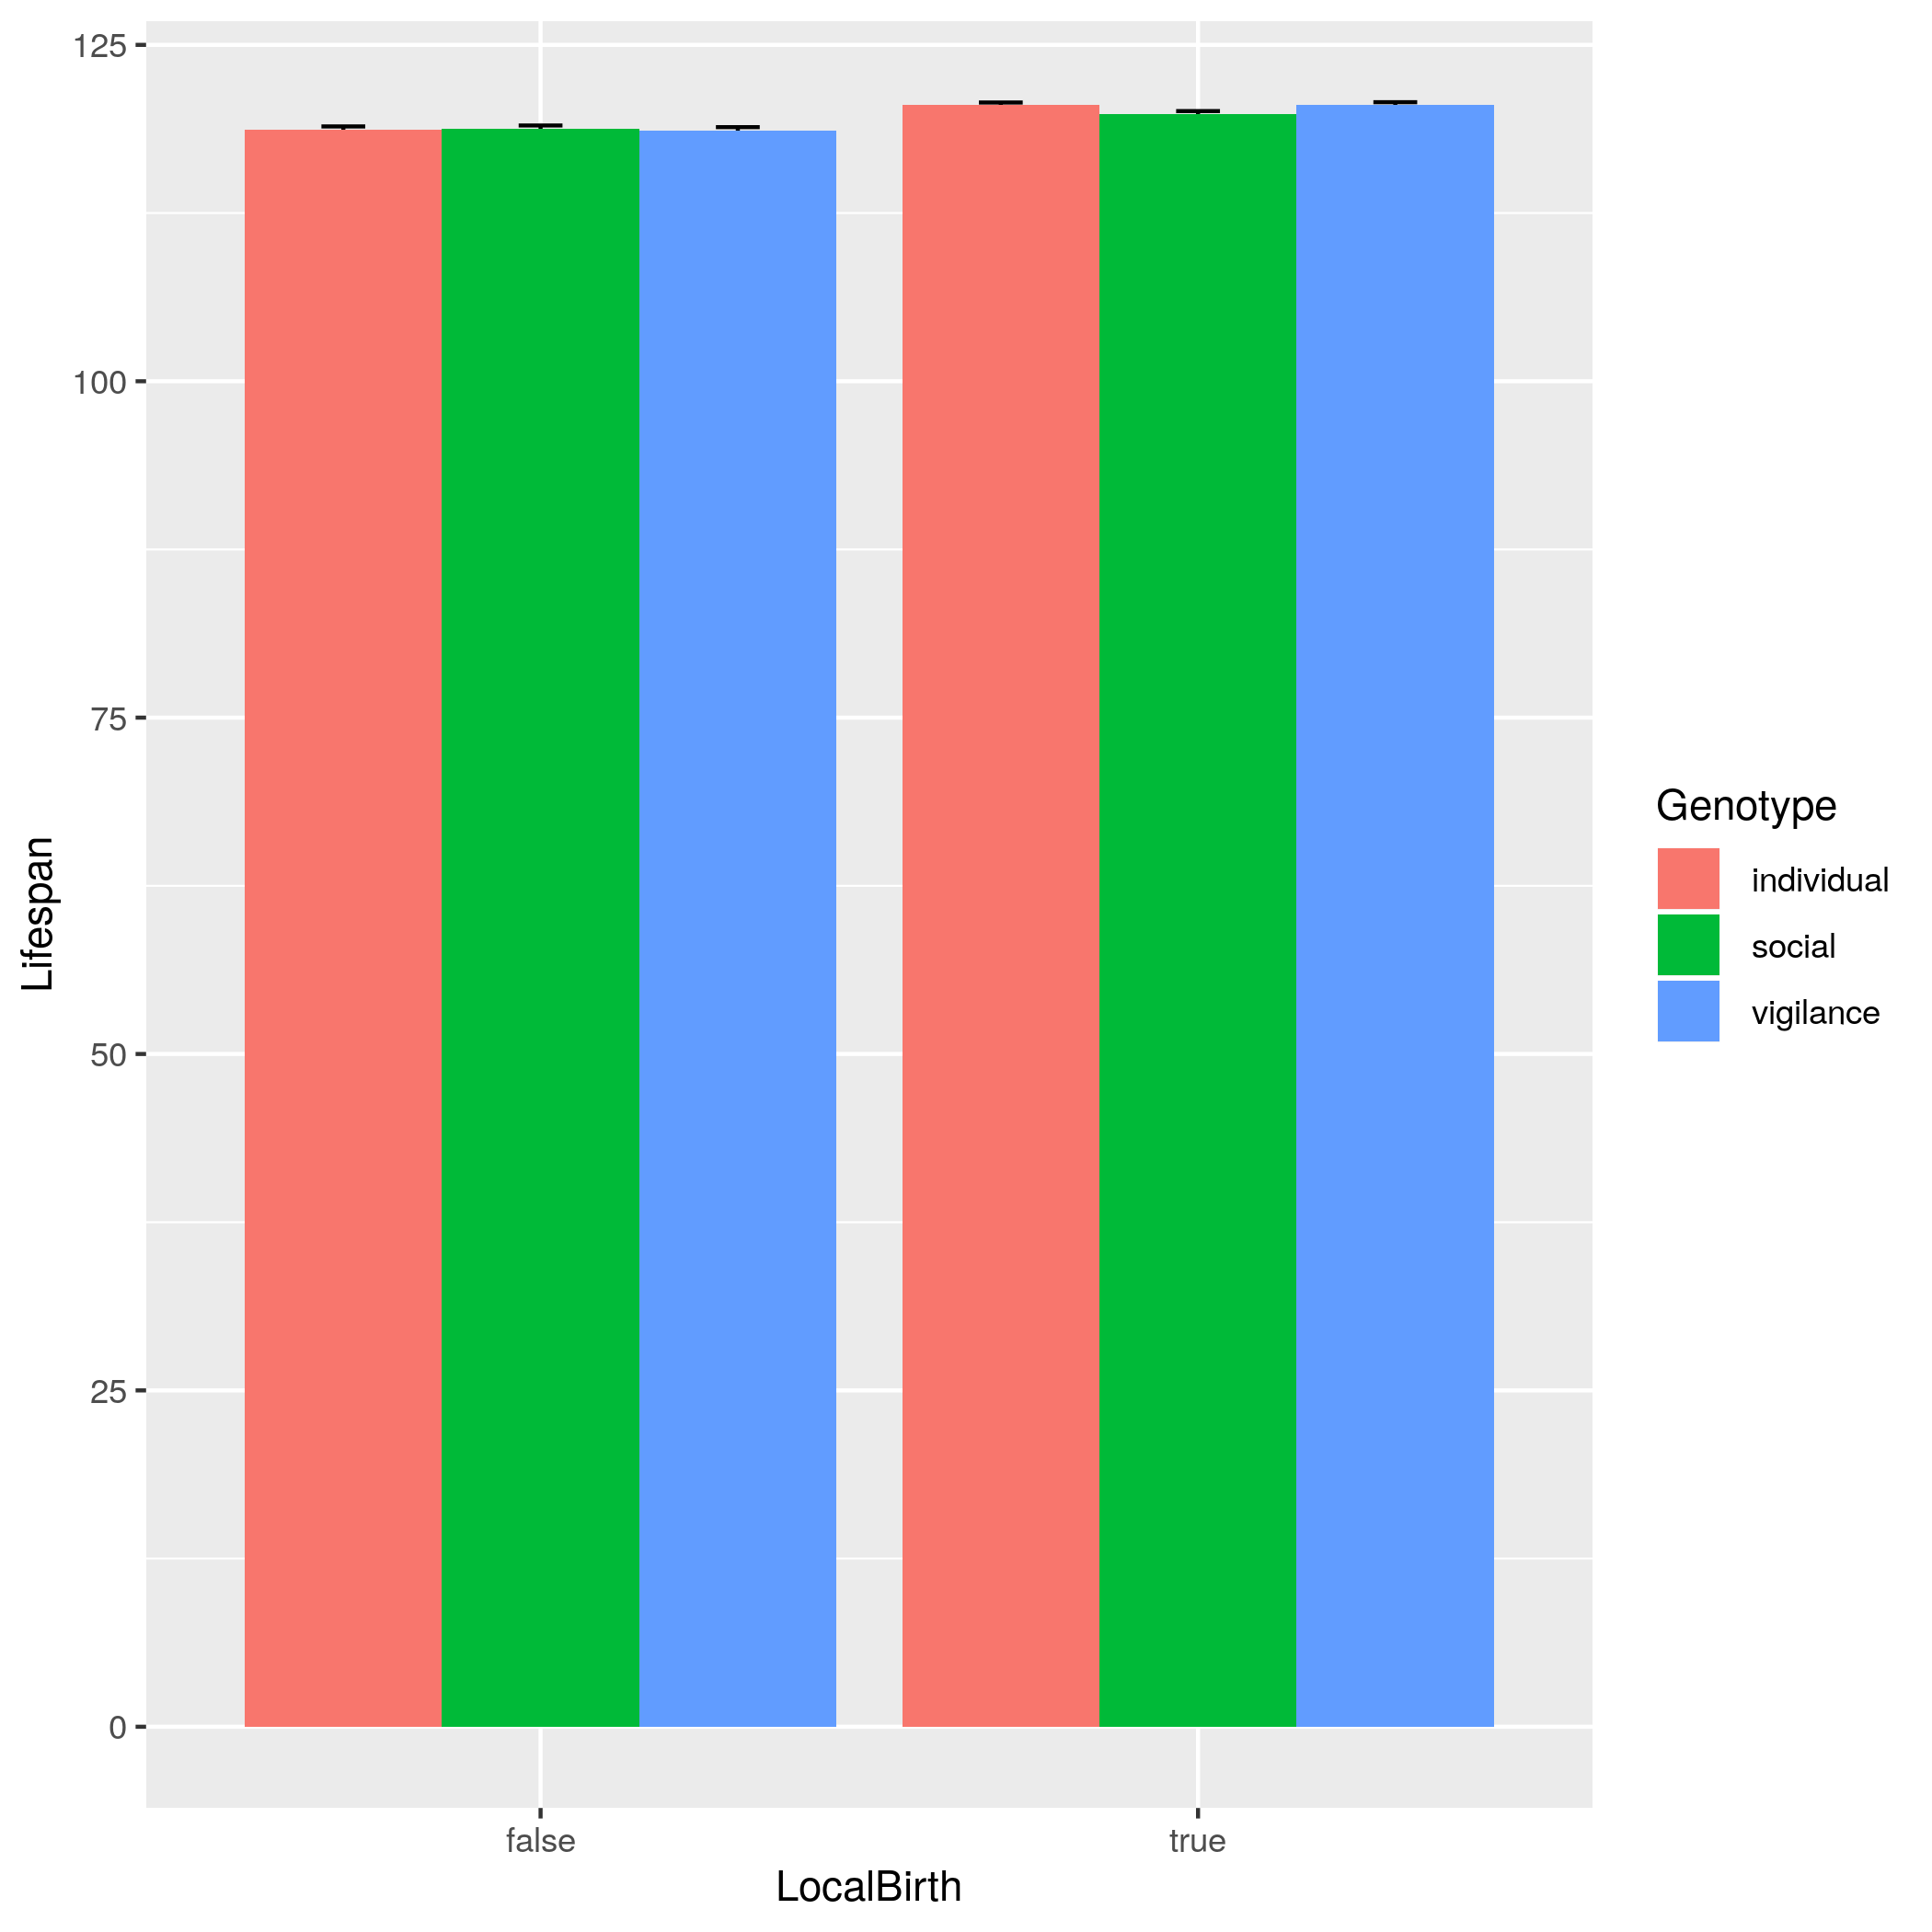 Lifespan
125
100
75
50
25
0
false
true
LocalBirth
Genotype
individual
social
vigilance